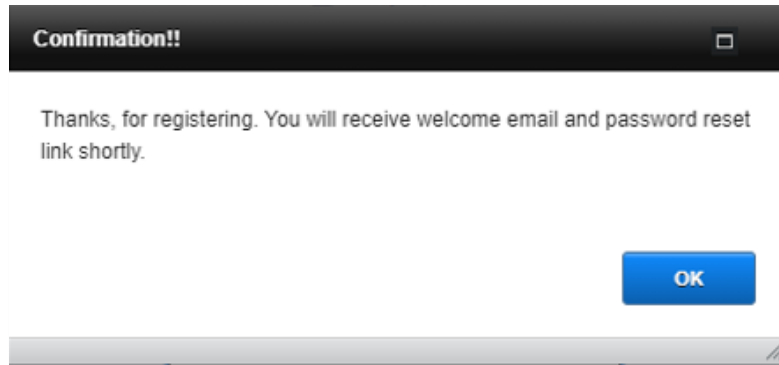 Confirmation!!
Thanks, for registering. You will receive welcome email and password reset
link shortly.
OK